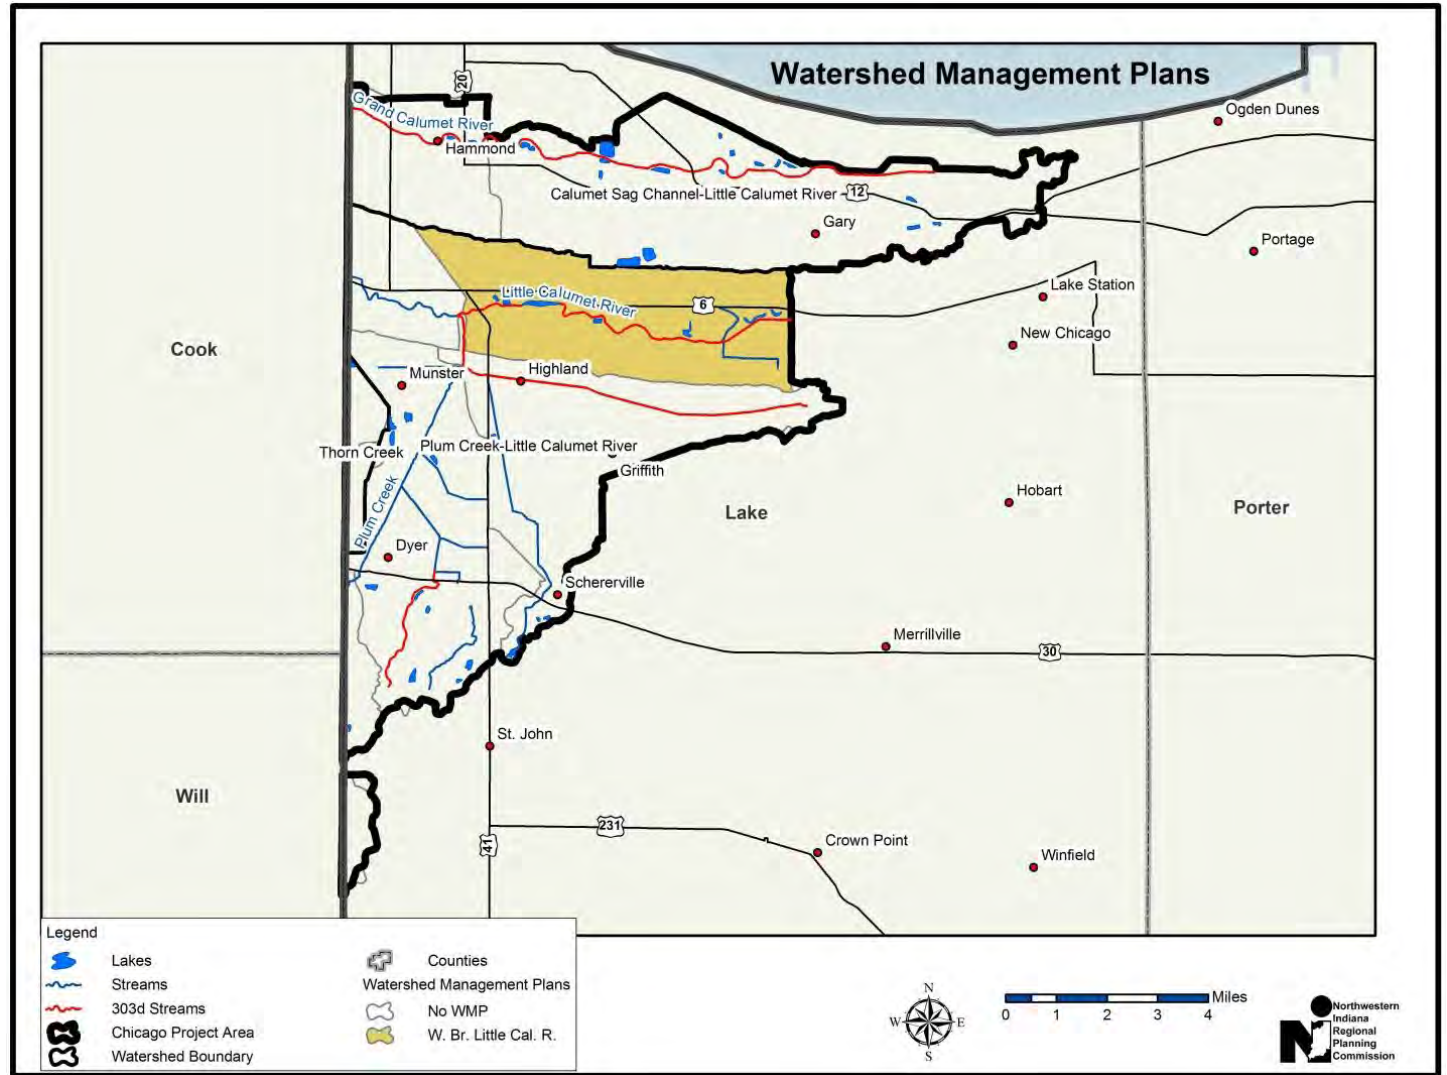 Watershed Management Plans
20
Ogden Dunes
Grand Calumet River
Hammond
Calumet Sag Channel-Little Calumet River
12
Gary
Portage
Lake Station
Little Calumet River
6
New Chicago
Cook
Highland
Munster
Thorn Creek
Plum Creek-Little Calumet River
Griffith
Plum Creek
Hobart
Lake
Porter
Dyer
Schererville
Merrillville
30
St. John
Will
231
41
Crown Point
Winfield
Legend
Lakes
Streams
303d Streams
Chicago Project Area
Watershed Boundary
Counties
Watershed Management Plans
No WMP
W. Br. Little Cal. R.
N
W
E
S
Miles
0 1 2 3 4
Northwestern
Indiana
Regional
Planning
Commission